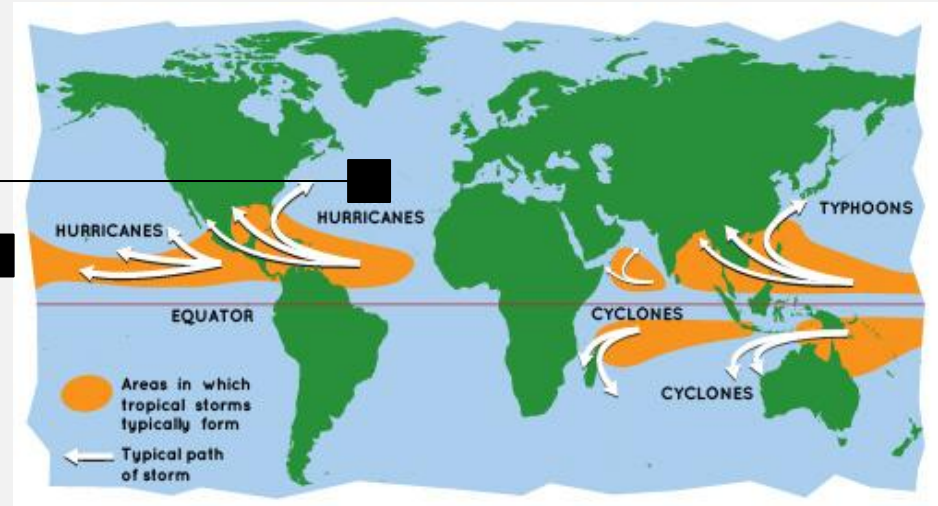 TYPHOONS
HURRICANES
HURRICANES
EQUATOR
CYCLONES
CYCLONES
Areas in which
tropical storms
typically form
Typical path
of storm